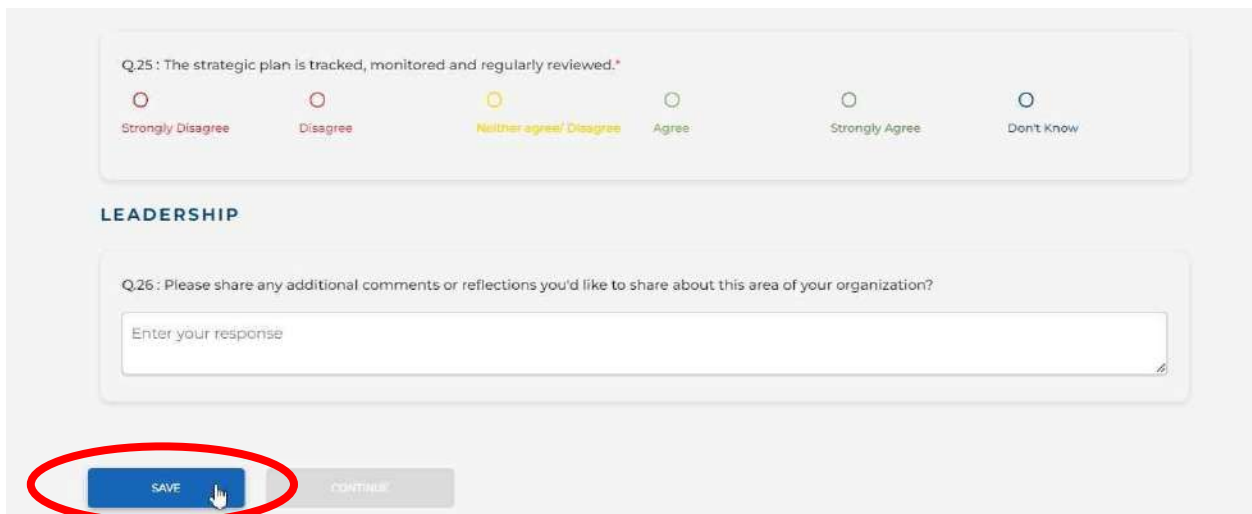 Q.25 : The strategic plan is tracked, monitored and regularly reviewed.*
Strongly Disagree Disagree Neither agree/ Disagree Agree Strongly Agree Don't Know
LEADERSHIP
Q.26 : Please share any additional comments or reflections you'd like to share about this area of your organization?
Enter your response
SAVE CONTINUE